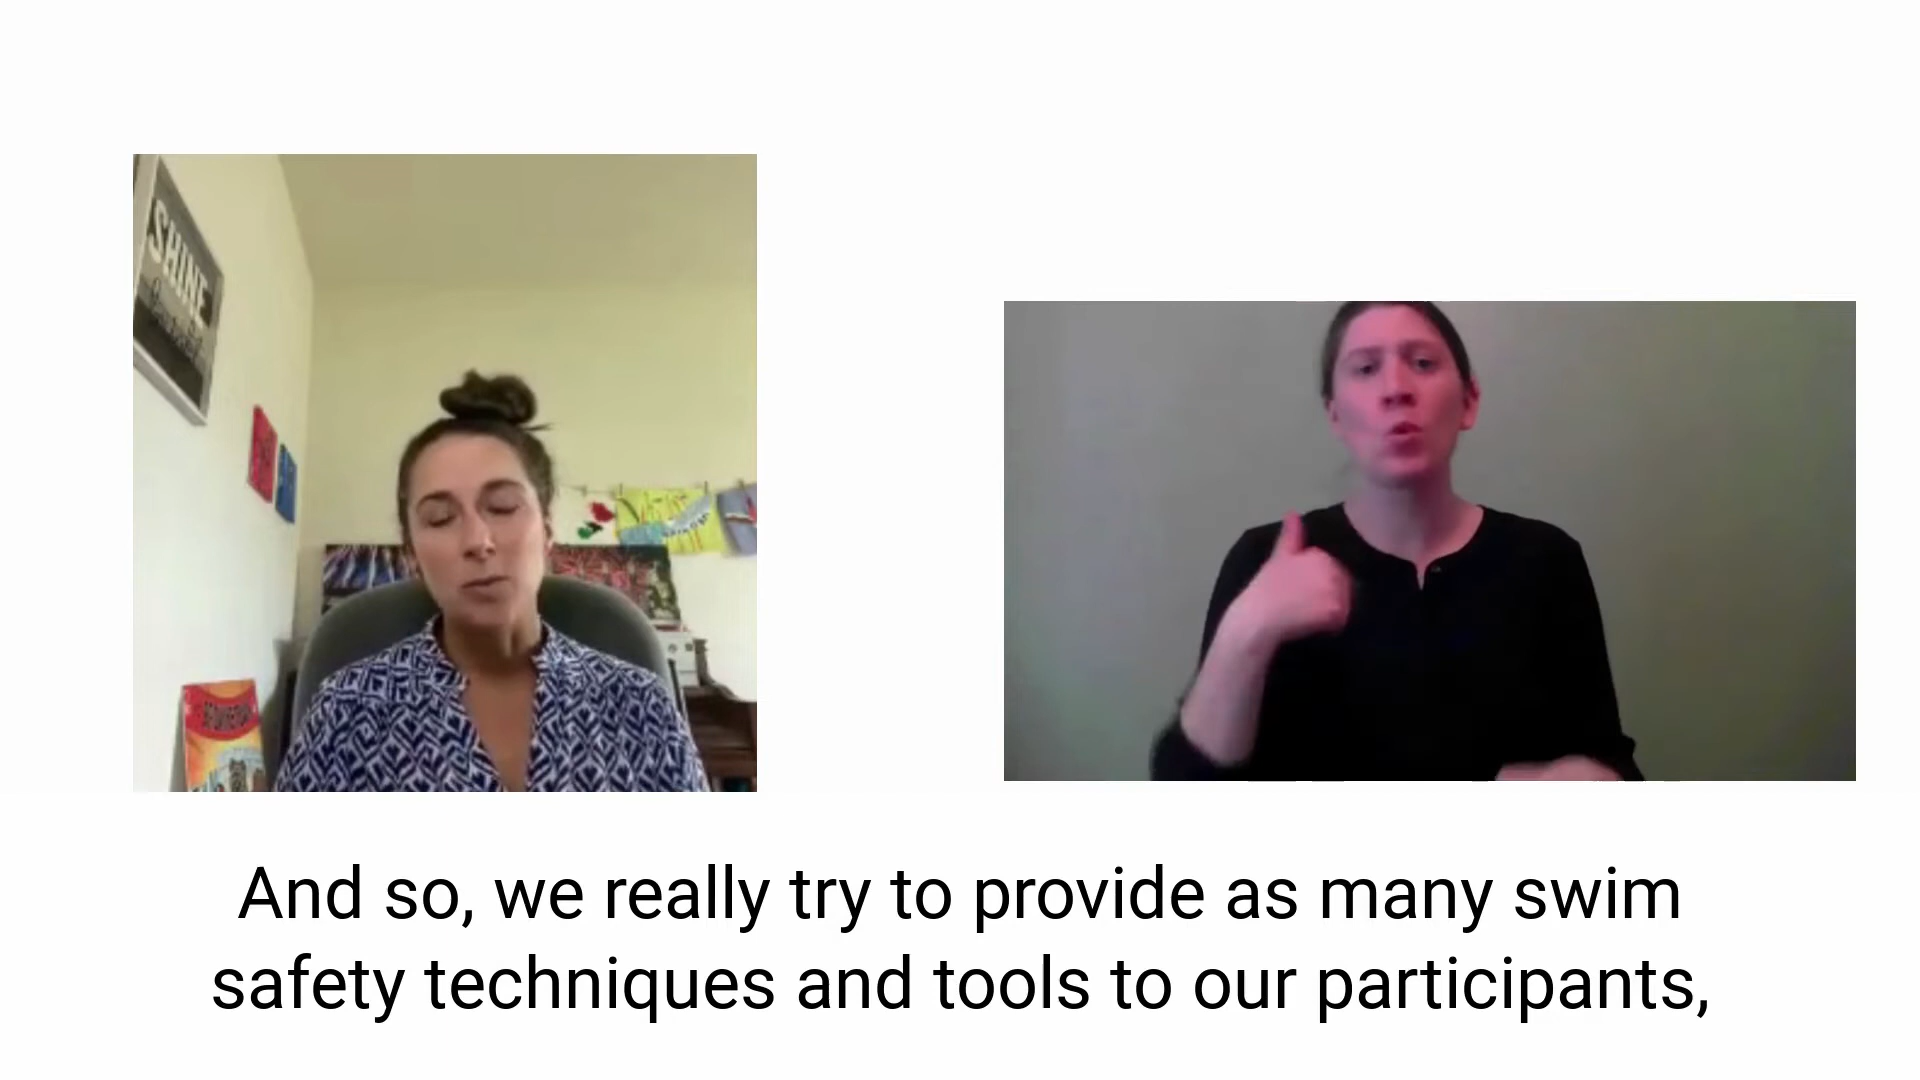 SHINE
And so, we really try to provide as many swim
safety techniques and tools to our participants,